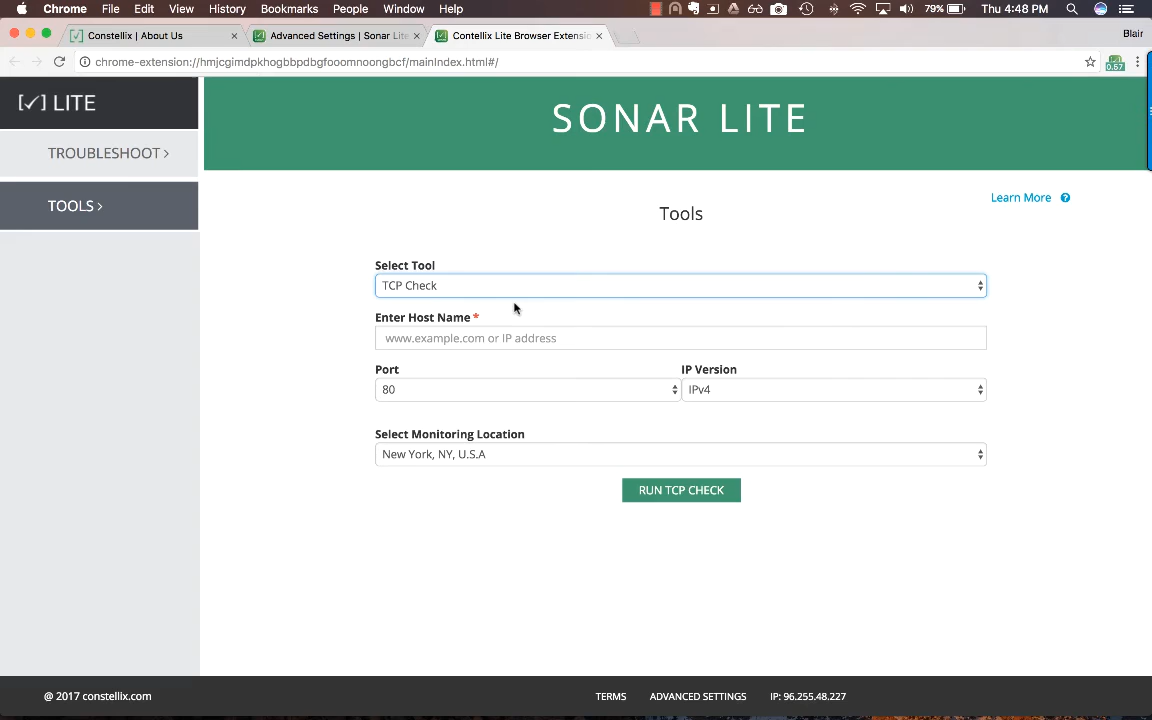 Chrome File Edit View History Bookmarks People Window Help 79% Thu 4:48 PM
Constellix | About Us
Advanced Settings | Sonar Lite
Contellix Lite Browser Extensio
Blair
chrome-extension://hmjcgimdpkhogbbpdbgfooomnoongbcf/mainIndex.html#/
0.67
[✓] LITE
SONAR LITE
TROUBLESHOOT >
TOOLS >
Learn More ?
Tools
Select Tool
TCP Check
Enter Host Name *
www.example.com or IP address
Port IP Version
80 IPv4
Select Monitoring Location
New York, NY, U.S.A
RUN TCP CHECK
@ 2017 constellix.com TERMS ADVANCED SETTINGS IP: 96.255.48.227